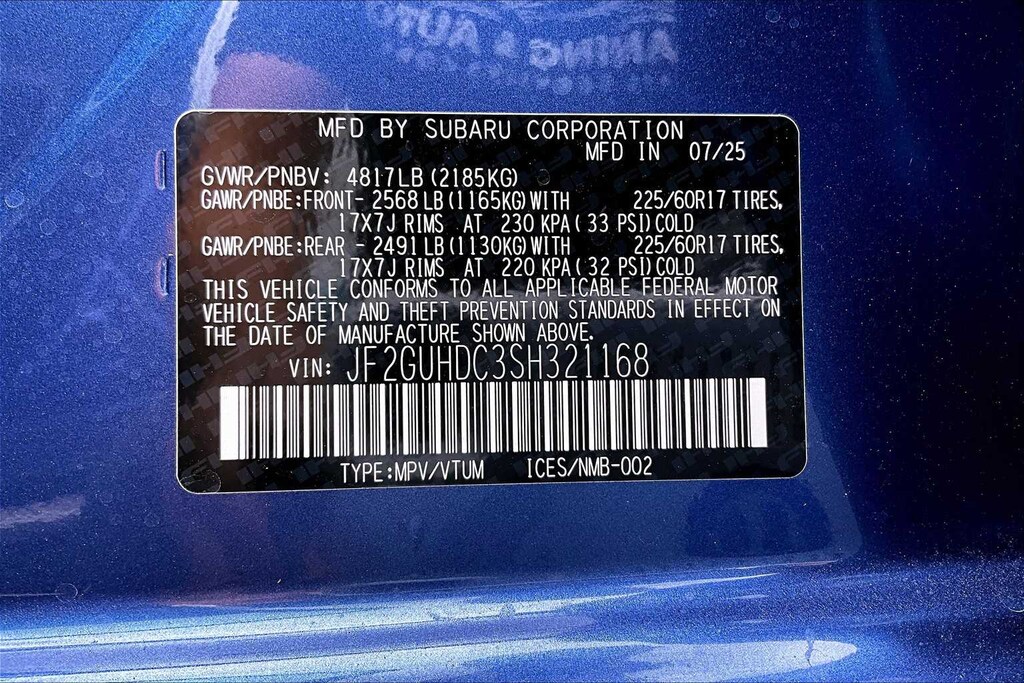 MFD BY SUBARU CORPORATION
MFD IN 07/25
GVWR/PNBV: 4817LB (2185KG)
GAWR/PNBE:FRONT- 2568 LB (1165KG) WITH 225/60R17 TIRES,
17X7J RIMS AT 230 KPA ( 33 PSI) COLD
GAWR/PNBE:REAR - 2491 LB (1130KG) WITH 225/60R17 TIRES,
17X7J RIMS AT 220 KPA ( 32 PSI) COLD
THIS VEHICLE CONFORMS TO ALL APPLICABLE FEDERAL MOTOR
VEHICLE SAFETY AND THEFT PREVENTION STANDARDS IN EFFECT ON
THE DATE OF MANUFACTURE SHOWN ABOVE.
VIN: JF2GUHDC3SH321168
TYPE:MPV/VTUM ICES/NMB-002